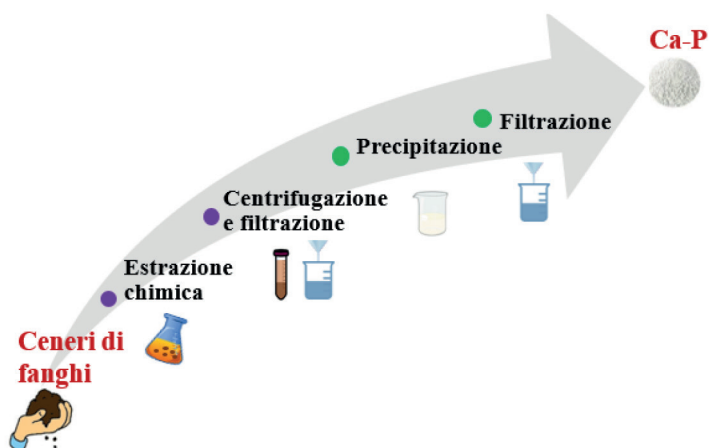 Ca-P
Filtrazione
Precipitazione
Centrifugazione
e filtrazione
Estrazione
chimica
Ceneri di
fanghi